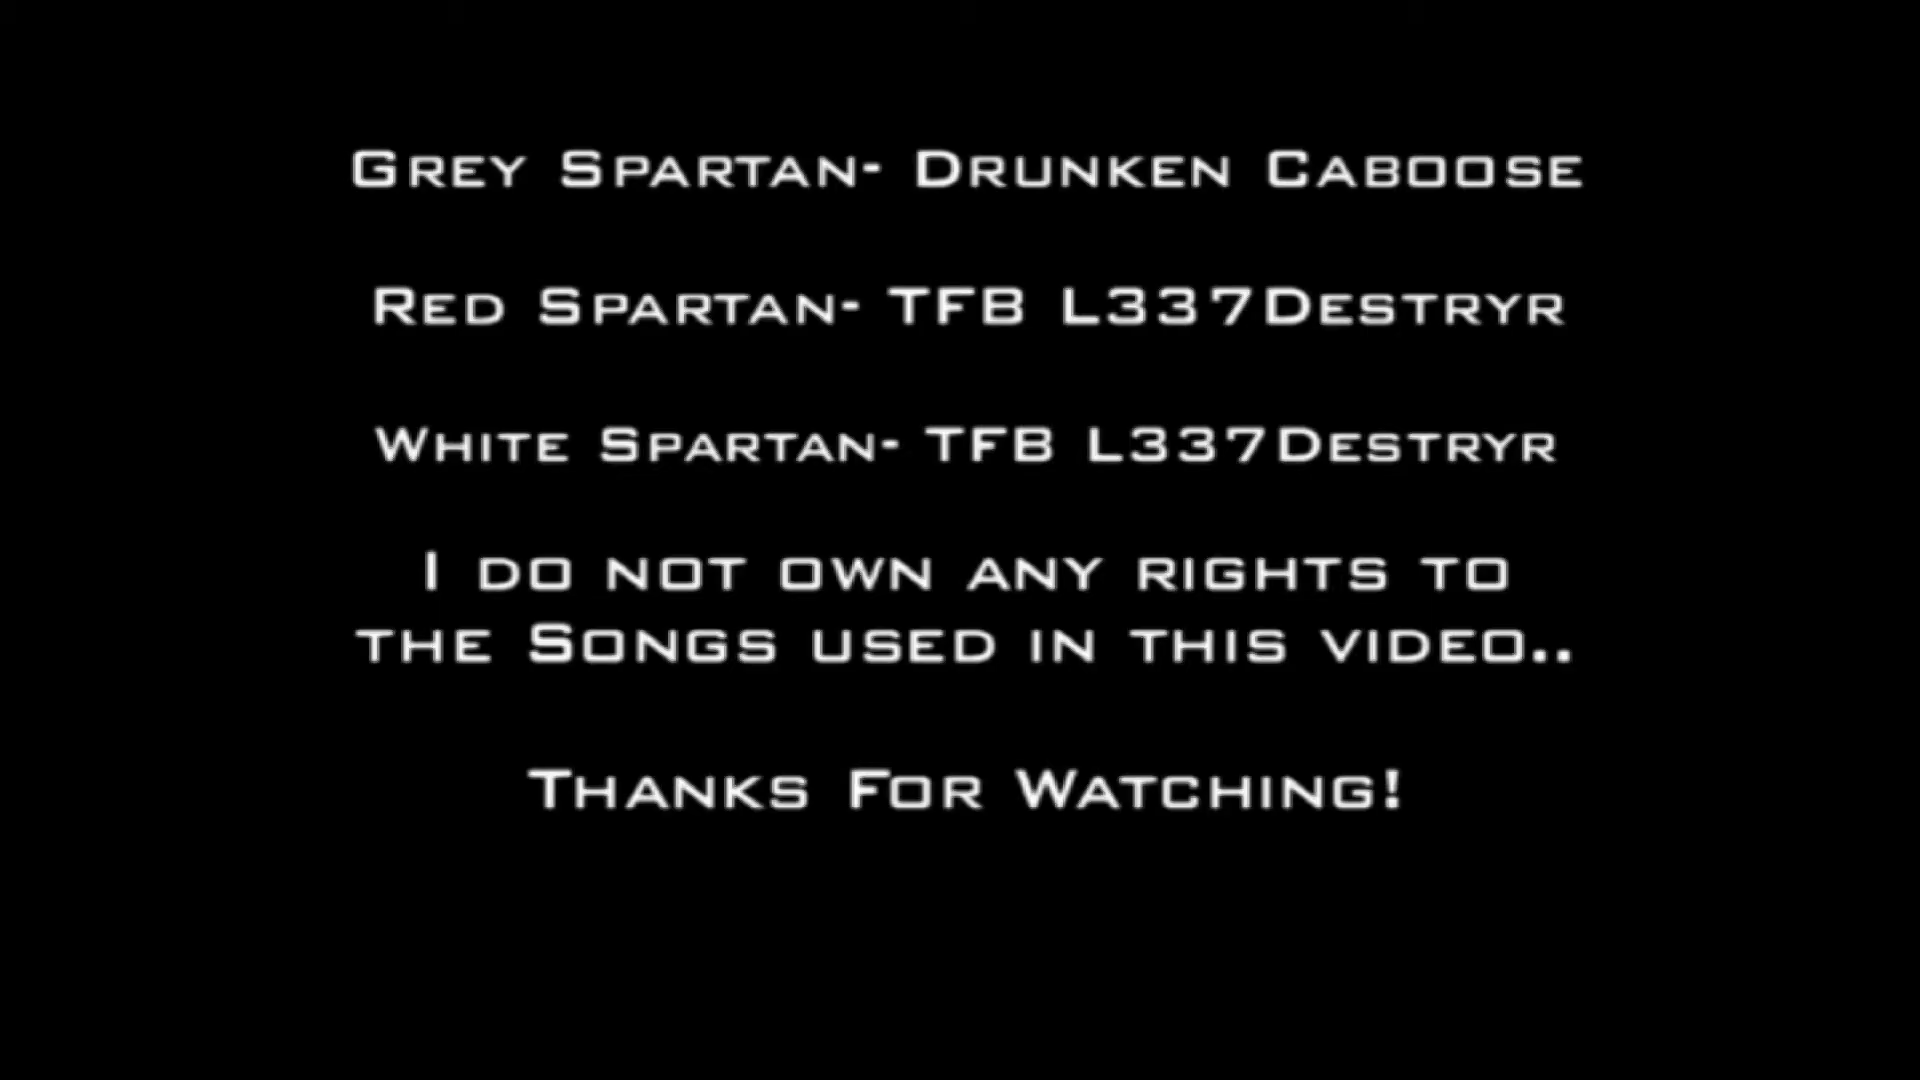 Grey Spartan- Drunken Caboose
Red Spartan- TFB L337Destryr
White Spartan- TFB L337Destryr
I do not own any rights to
the Songs used in this video..
Thanks For Watching!